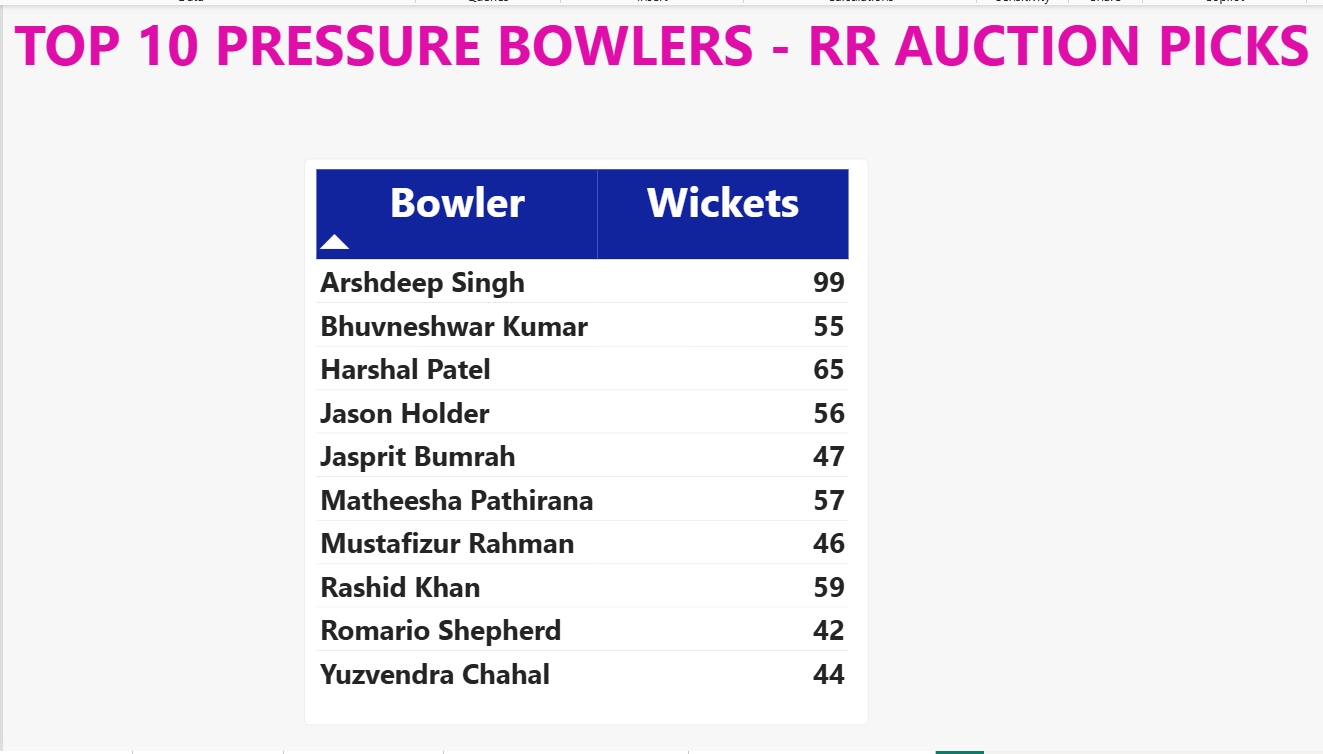 TOP 10 PRESSURE BOWLERS - RR AUCTION PICKS
Bowler Wickets
Arshdeep Singh 99
Bhuvneshwar Kumar 55
Harshal Patel 65
Jason Holder 56
Jasprit Bumrah 47
Matheesha Pathirana 57
Mustafizur Rahman 46
Rashid Khan 59
Romario Shepherd 42
Yuzvendra Chahal 44